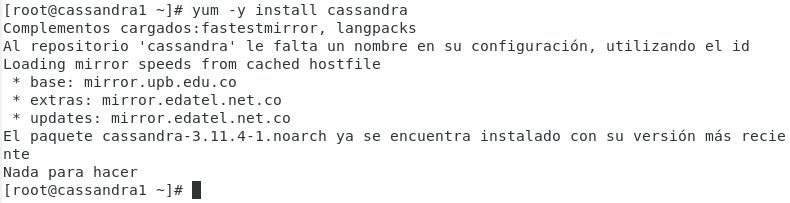 [root@cassandra1 ~]# yum -y install cassandra
Complementos cargados:fastestmirror, langpacks
Al repositorio 'cassandra' le falta un nombre en su configuración, utilizando el id
Loading mirror speeds from cached hostfile
 * base: mirror.upb.edu.co
 * extras: mirror.edatel.net.co
 * updates: mirror.edatel.net.co
El paquete cassandra-3.11.4-1.noarch ya se encuentra instalado con su versión más recie
nte
Nada para hacer
[root@cassandra1 ~]#